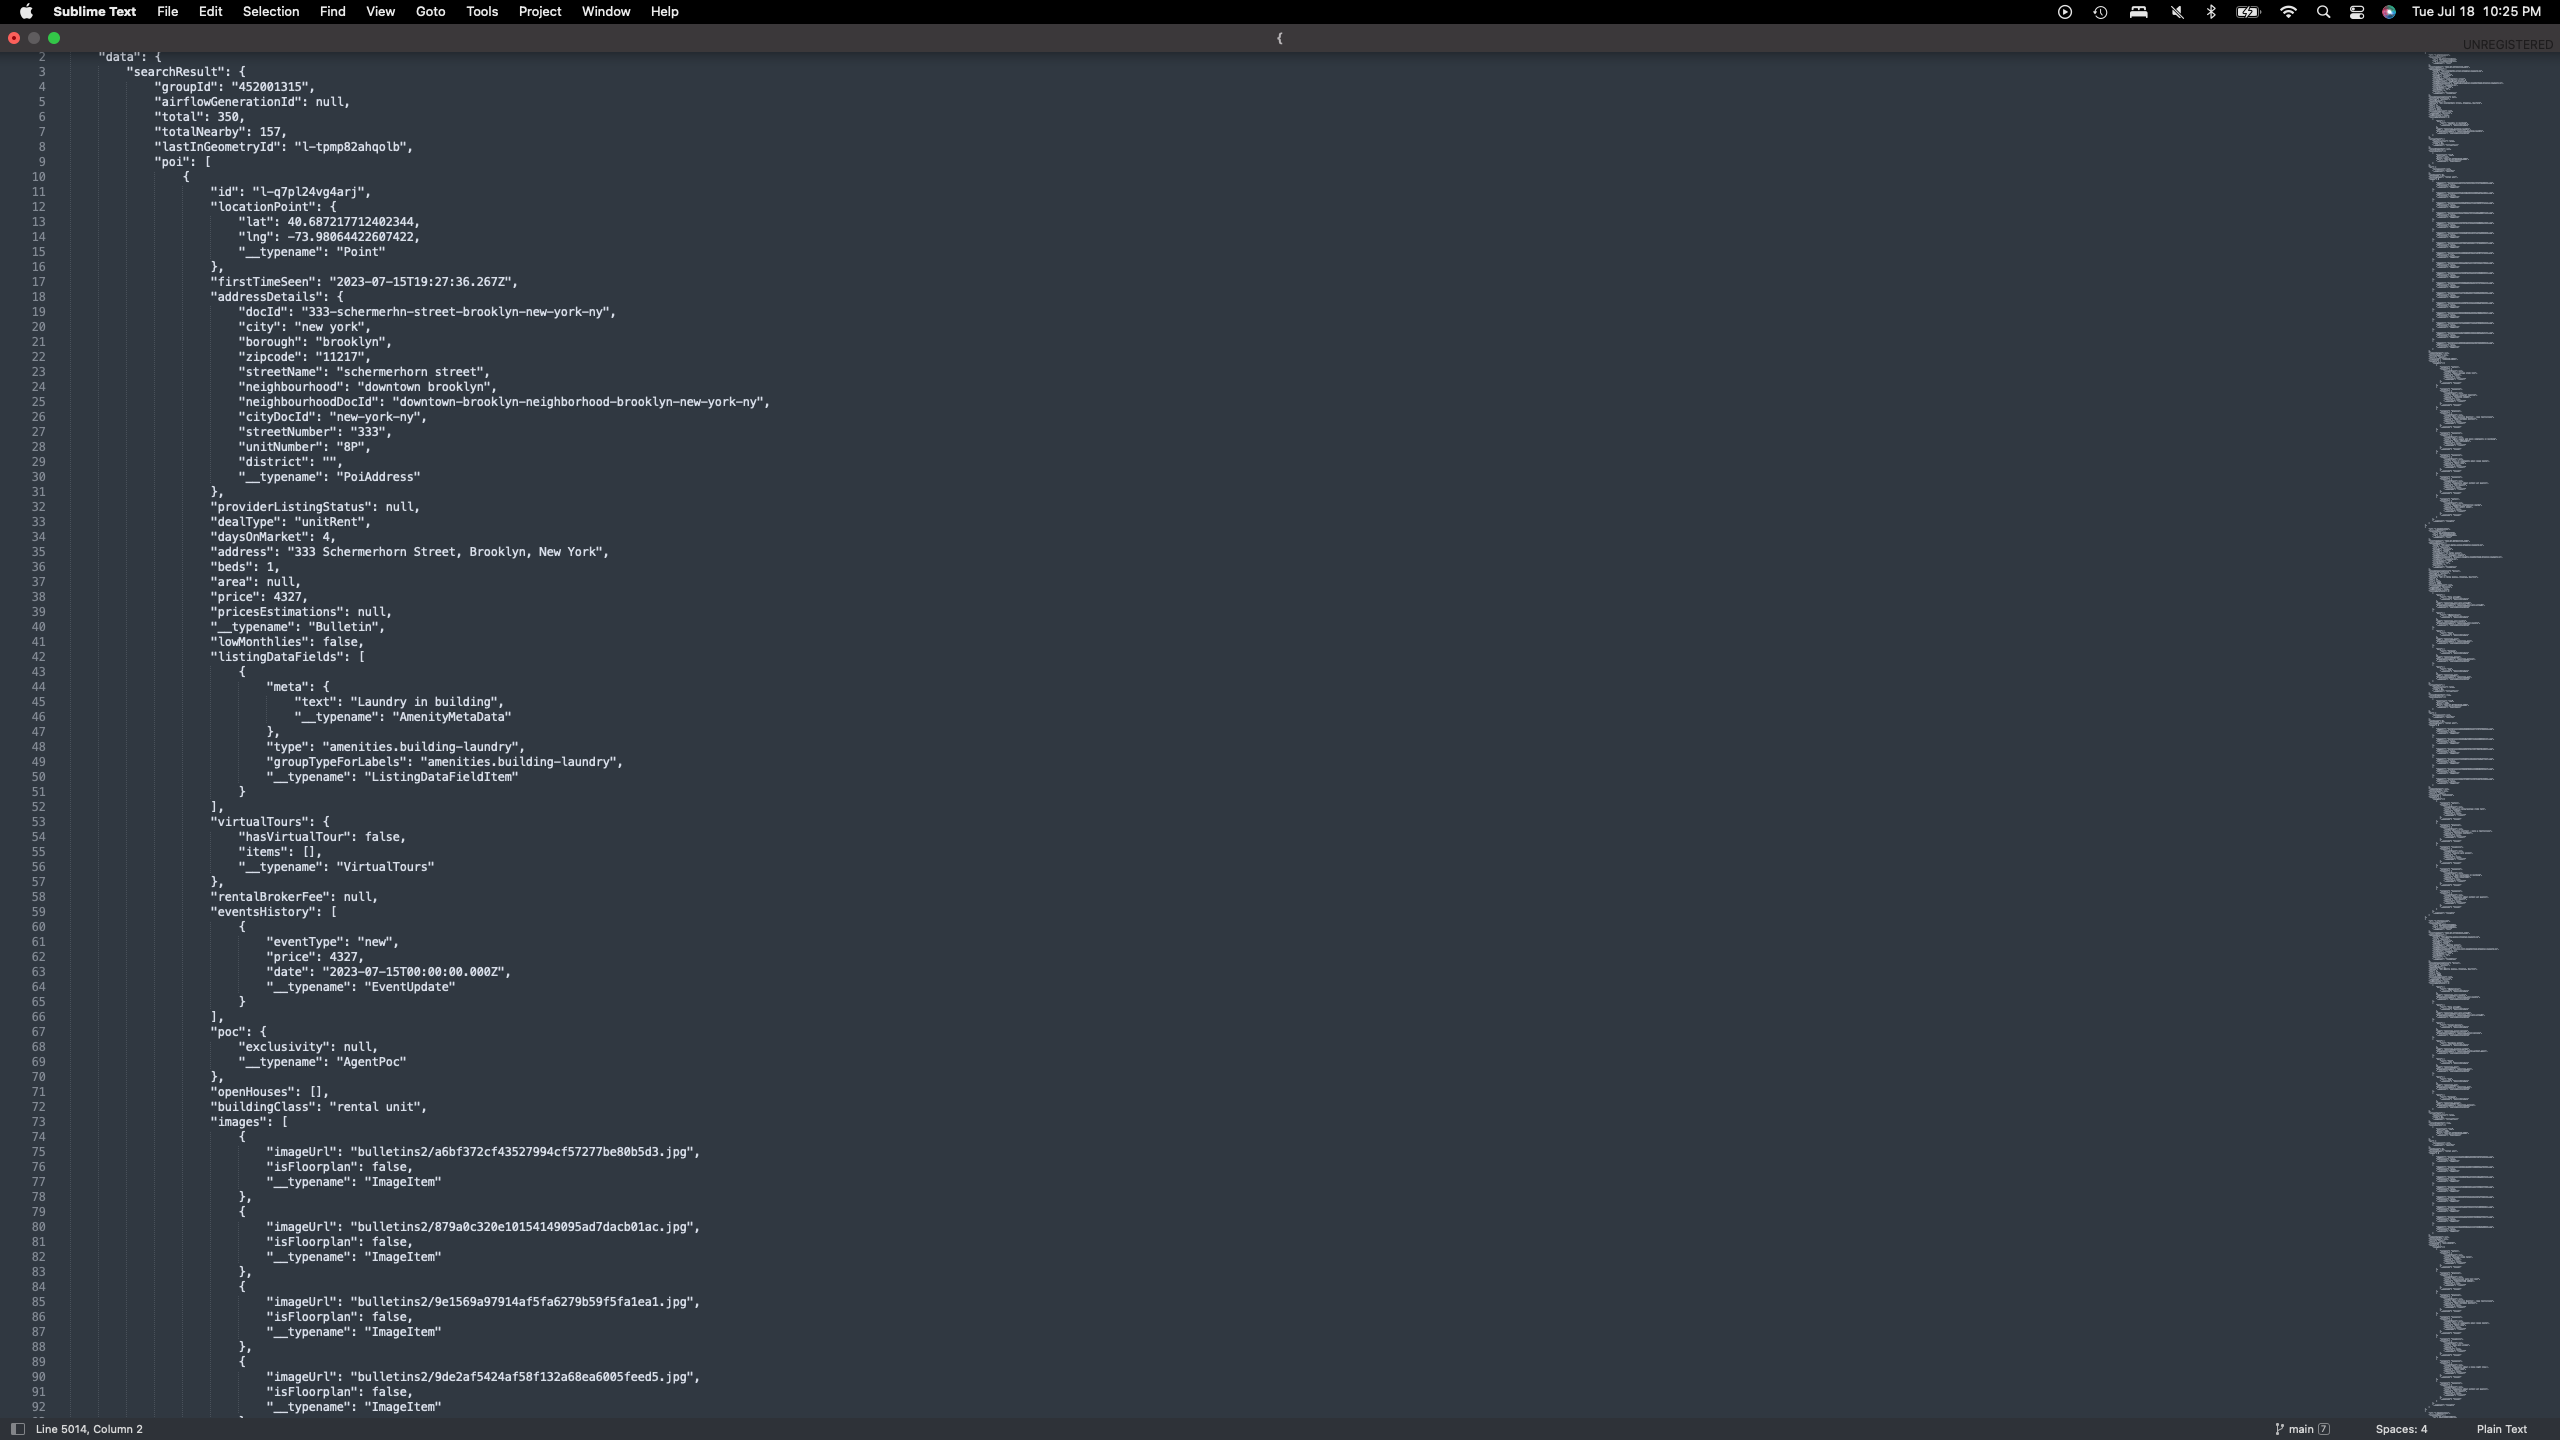 Sublime Text File Edit Selection Find View Goto Tools Project Window Help Tue Jul 18 10:25 PM
{
UNREGISTERED
2 "data": {
3 "searchResult": {
4 "groupId": "452001315",
5 "airflowGenerationId": null,
6 "total": 350,
7 "totalNearby": 157,
8 "lastInGeometryId": "l-tpmp82ahqolb",
9 "poi": [
10 {
11 "id": "l-q7pl24vg4arj",
12 "locationPoint": {
13 "lat": 40.687217712402344,
14 "lng": -73.98064422607422,
15 "__typename": "Point"
16 },
17 "firstTimeSeen": "2023-07-15T19:27:36.267Z",
18 "addressDetails": {
19 "docId": "333-schermerhn-street-brooklyn-new-york-ny",
20 "city": "new york",
21 "borough": "brooklyn",
22 "zipcode": "11217",
23 "streetName": "schermerhorn street",
24 "neighbourhood": "downtown brooklyn",
25 "neighbourhoodDocId": "downtown-brooklyn-neighborhood-brooklyn-new-york-ny",
26 "cityDocId": "new-york-ny",
27 "streetNumber": "333",
28 "unitNumber": "8P",
29 "district": "",
30 "__typename": "PoiAddress"
31 },
32 "providerListingStatus": null,
33 "dealType": "unitRent",
34 "daysOnMarket": 4,
35 "address": "333 Schermerhorn Street, Brooklyn, New York",
36 "beds": 1,
37 "area": null,
38 "price": 4327,
39 "pricesEstimations": null,
40 "__typename": "Bulletin",
41 "lowMonthlies": false,
42 "listingDataFields": [
43 {
44 "meta": {
45 "text": "Laundry in building",
46 "__typename": "AmenityMetaData"
47 },
48 "type": "amenities.building-laundry",
49 "groupTypeForLabels": "amenities.building-laundry",
50 "__typename": "ListingDataFieldItem"
51 }
52 ],
53 "virtualTours": {
54 "hasVirtualTour": false,
55 "items": [],
56 "__typename": "VirtualTours"
57 },
58 "rentalBrokerFee": null,
59 "eventsHistory": [
60 {
61 "eventType": "new",
62 "price": 4327,
63 "date": "2023-07-15T00:00:00.000Z",
64 "__typename": "EventUpdate"
65 }
66 ],
67 "poc": {
68 "exclusivity": null,
69 "__typename": "AgentPoc"
70 },
71 "openHouses": [],
72 "buildingClass": "rental unit",
73 "images": [
74 {
75 "imageUrl": "bulletins2/a6bf372cf43527994cf57277be80b5d3.jpg",
76 "isFloorplan": false,
77 "__typename": "ImageItem"
78 },
79 {
80 "imageUrl": "bulletins2/879a0c320e10154149095ad7dacb01ac.jpg",
81 "isFloorplan": false,
82 "__typename": "ImageItem"
83 },
84 {
85 "imageUrl": "bulletins2/9e1569a97914af5fa6279b59f5fa1ea1.jpg",
86 "isFloorplan": false,
87 "__typename": "ImageItem"
88 },
89 {
90 "imageUrl": "bulletins2/9de2af5424af58f132a68ea6005feed5.jpg",
91 "isFloorplan": false,
92 "__typename": "ImageItem"
Line 5014, Column 2 main 7 Spaces: 4 Plain Text